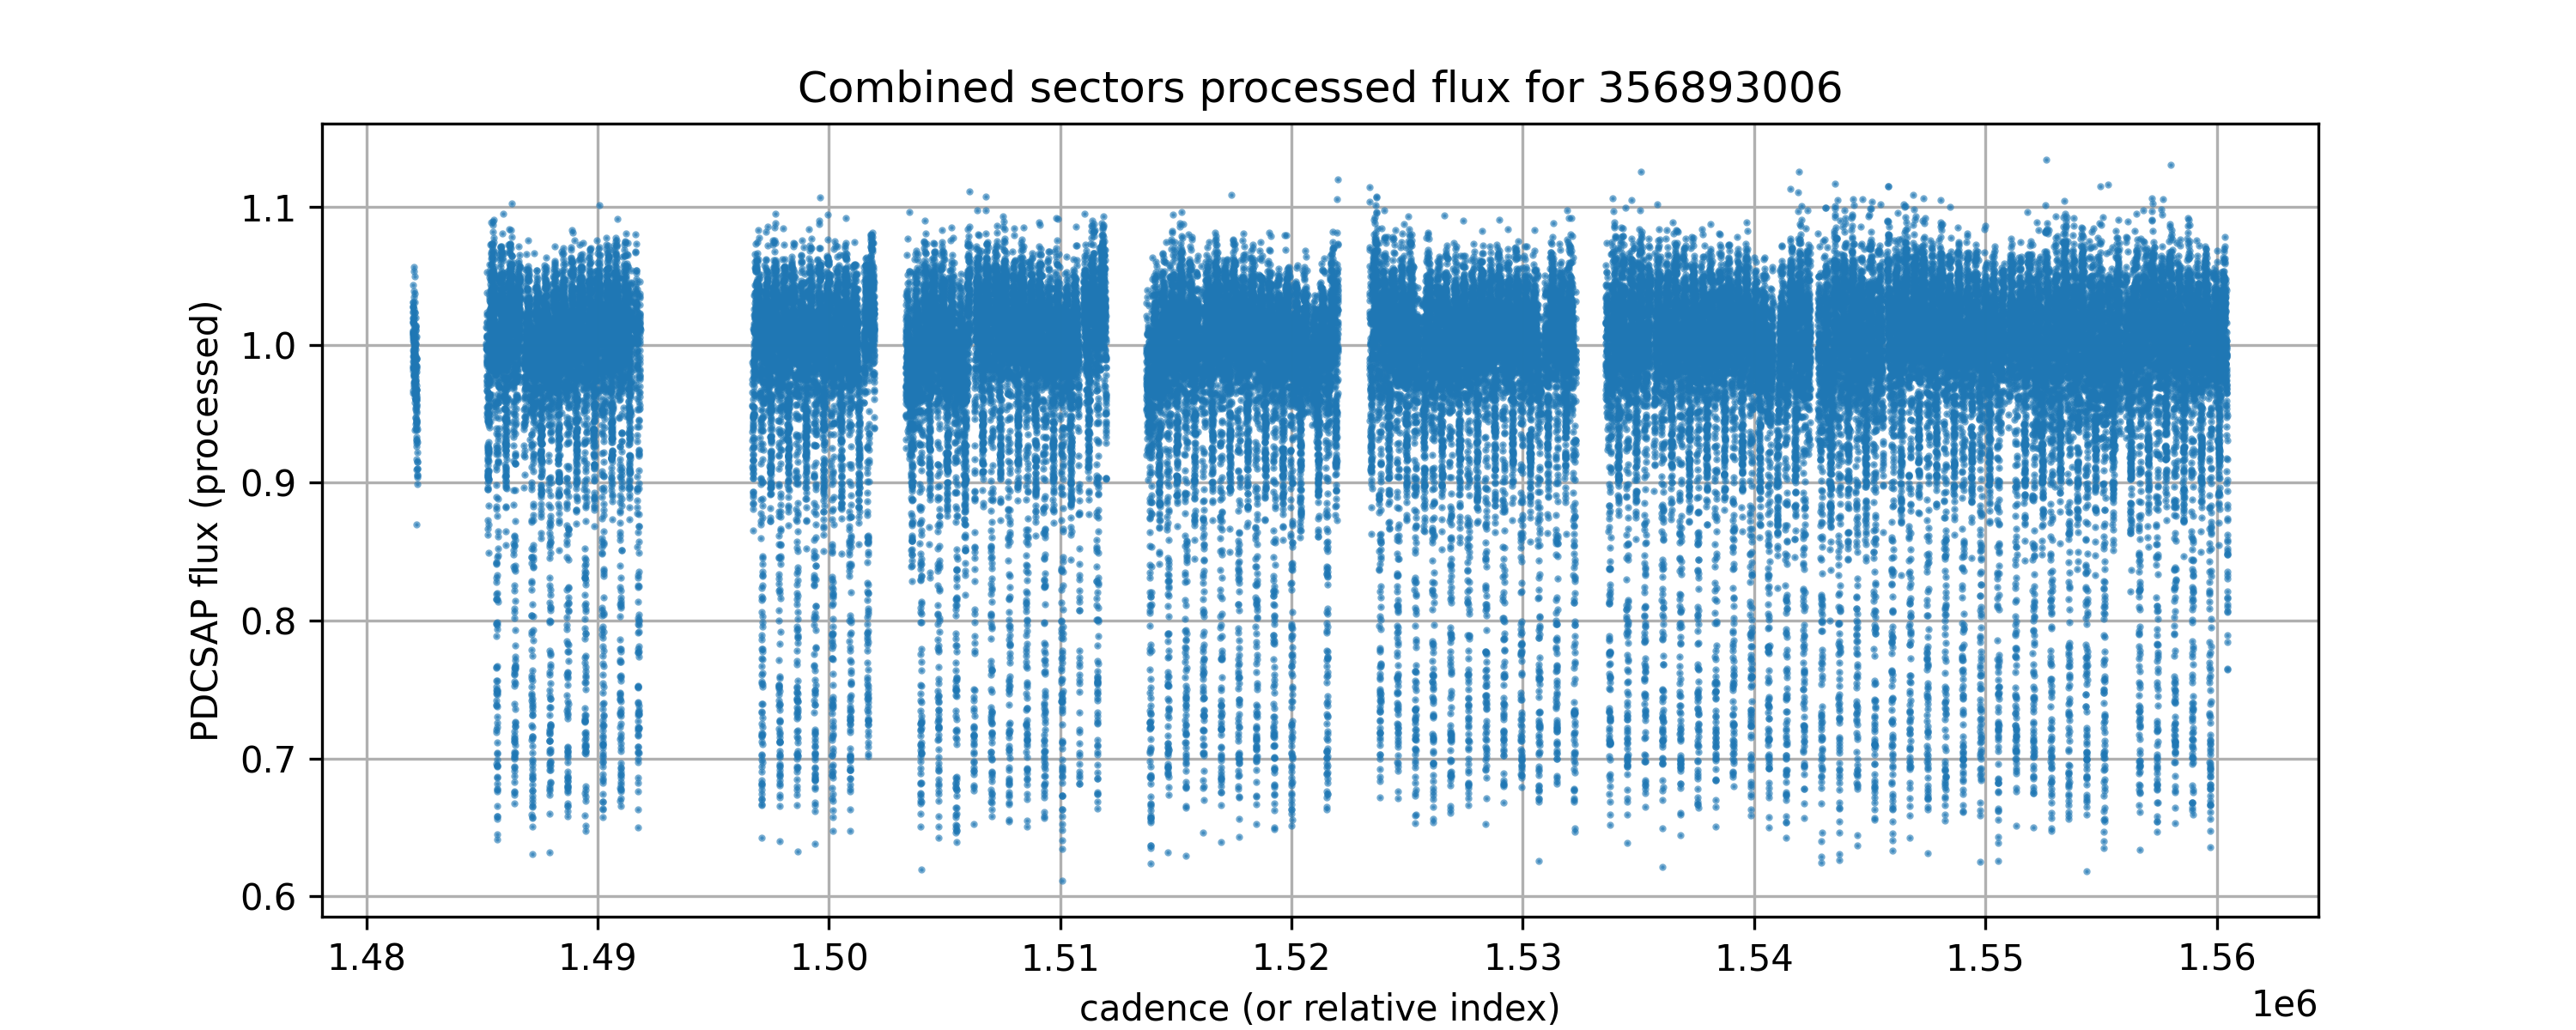 Combined sectors processed flux for 356893006
PDCSAP flux (processed)
1.1
1.0
0.9
0.8
0.7
0.6
1.48 1.49 1.50 1.51 1.52 1.53 1.54 1.55 1.56
1e6
cadence (or relative index)